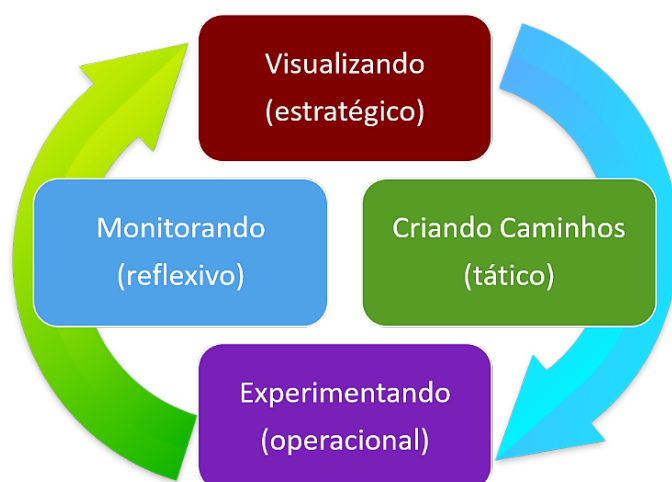 Visualizando
(estratégico)
Monitorando
(reflexivo)
Criando Caminhos
(tático)
Experimentando
(operacional)